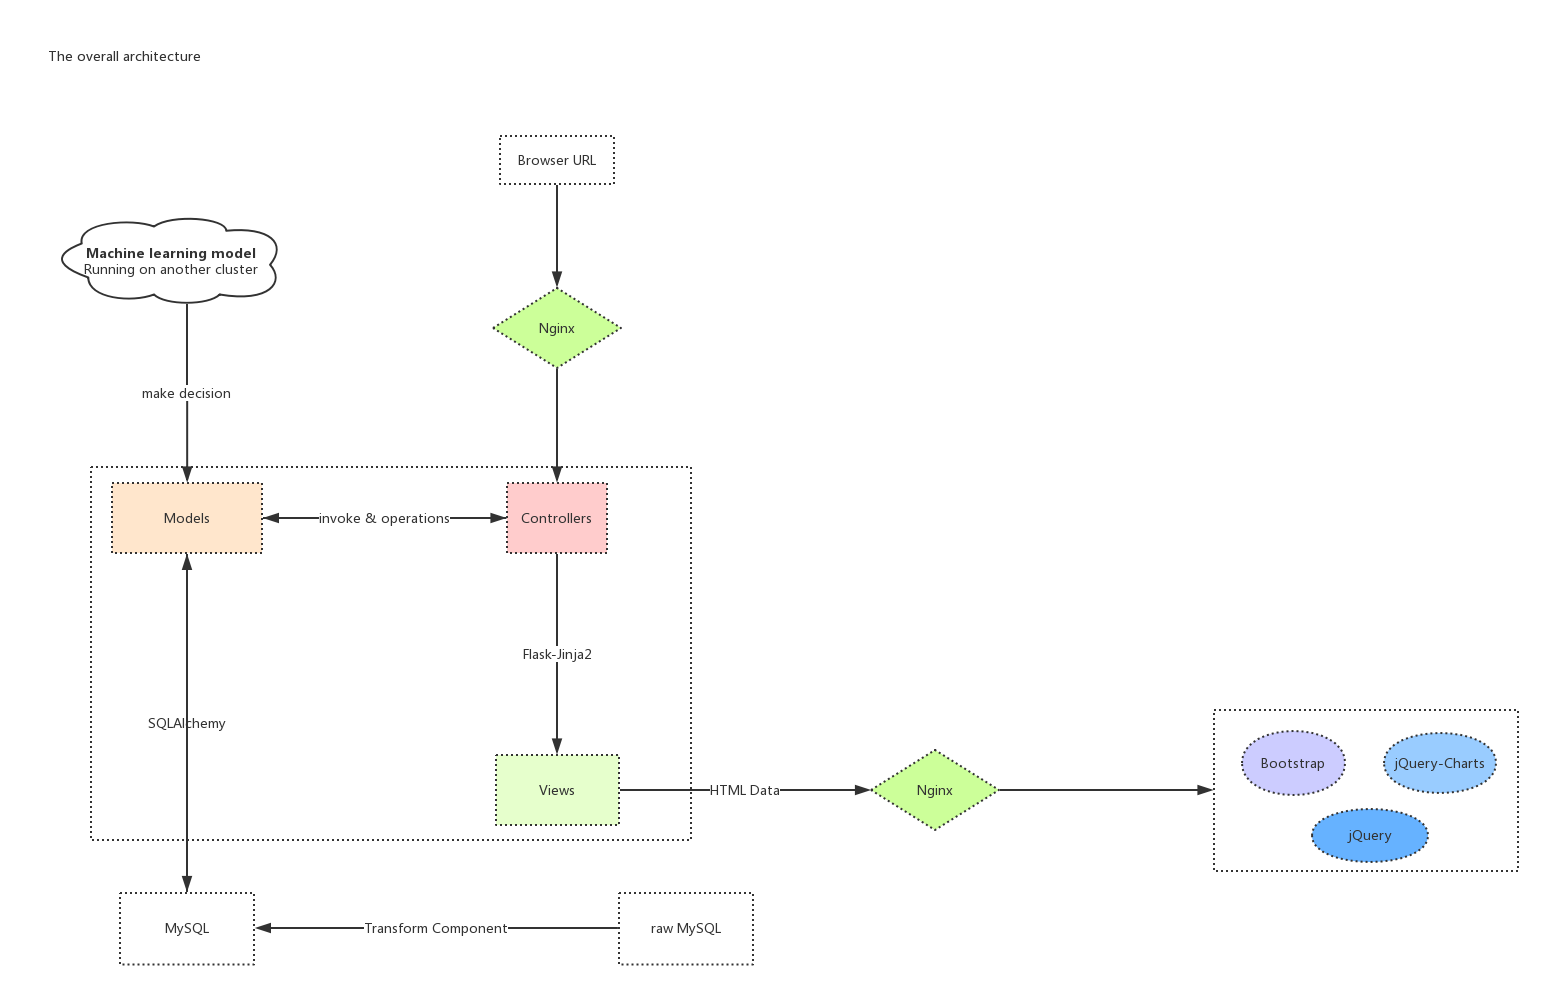 The overall architecture
Browser URL
Machine learning model
Running on another cluster
Nginx
make decision
Models
invoke & operations
Controllers
Flask-Jinja2
SQLAlchemy
Views
HTML Data
Nginx
Bootstrap
jQuery-Charts
jQuery
MySQL
Transform Component
raw MySQL